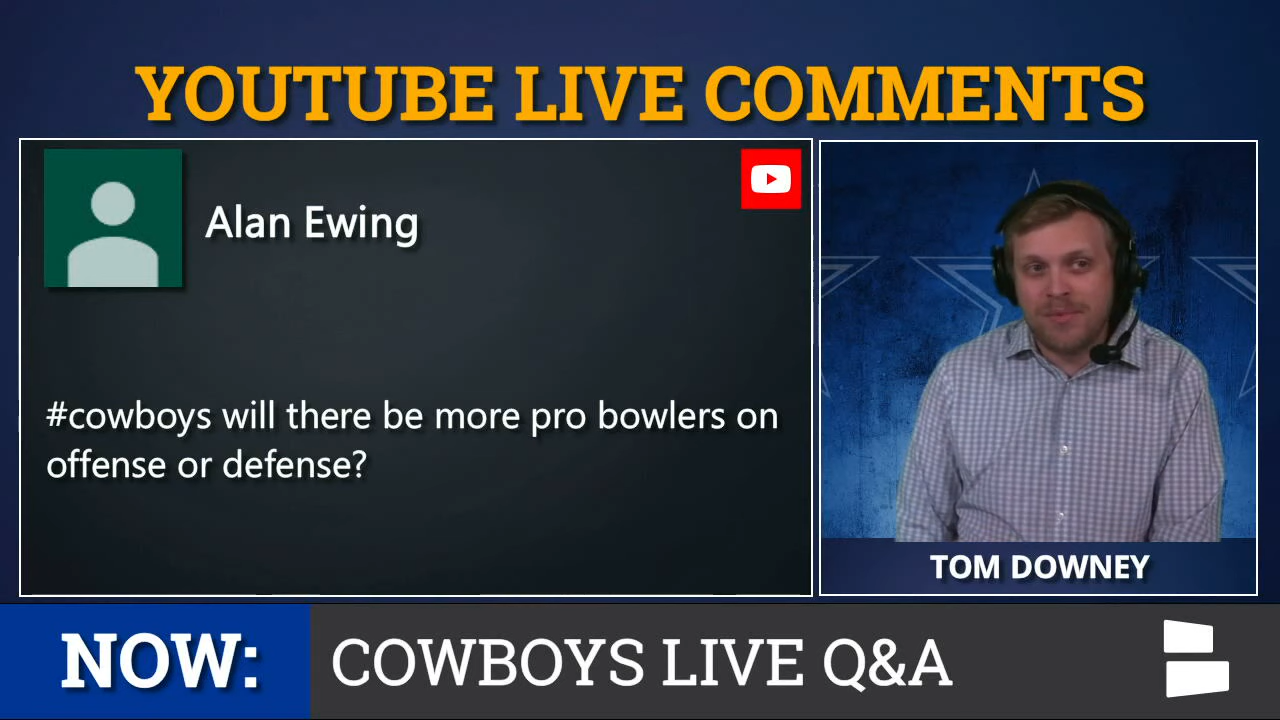 YOUTUBE LIVE COMMENTS
Alan Ewing
#cowboys will there be more pro bowlers on
offense or defense?
TOM DOWNEY
NOW:
COWBOYS LIVE Q&A